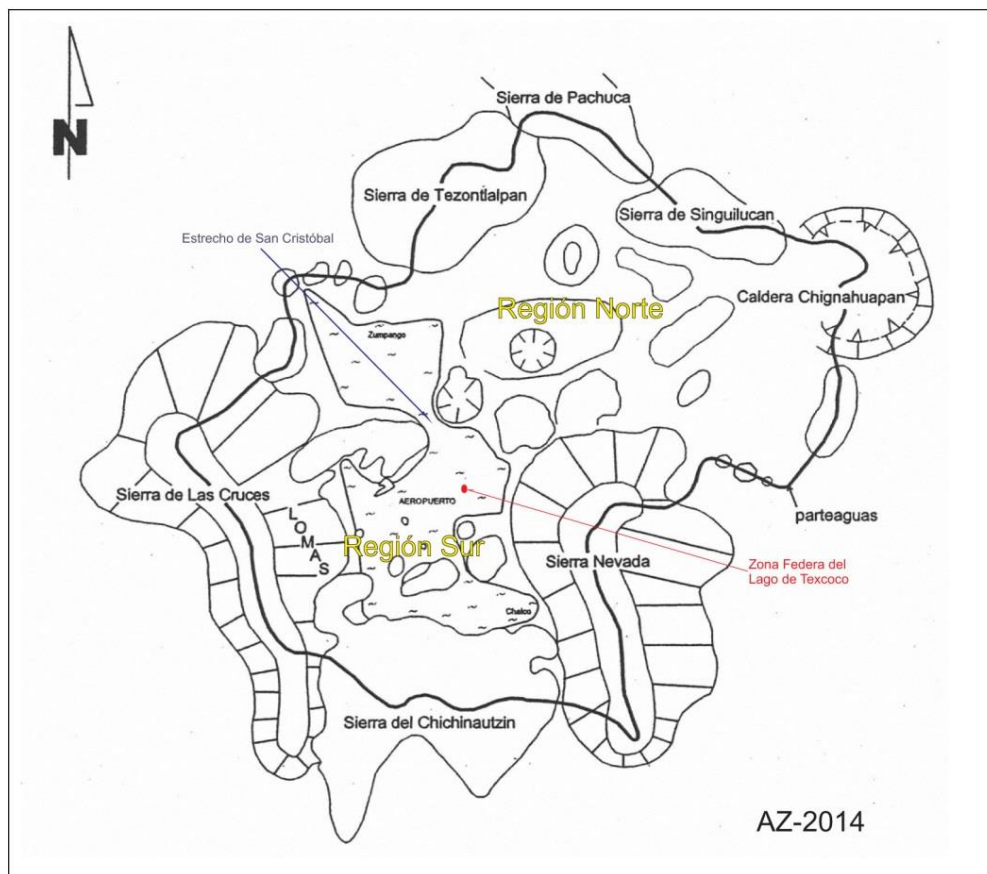 N
Sierra de Pachuca
Sierra de Tezontlalpan
Sierra de Singuilucan
Estrecho de San Cristóbal
Caldera Chignahuapan
Región Norte
Zumpango
Sierra de Las Cruces
AEROPUERTO
LOMAS
parteaguas
Región Sur
Sierra Nevada
Zona Federa del
Lago de Texcoco
Chalco
Sierra del Chichinautzin
AZ-2014